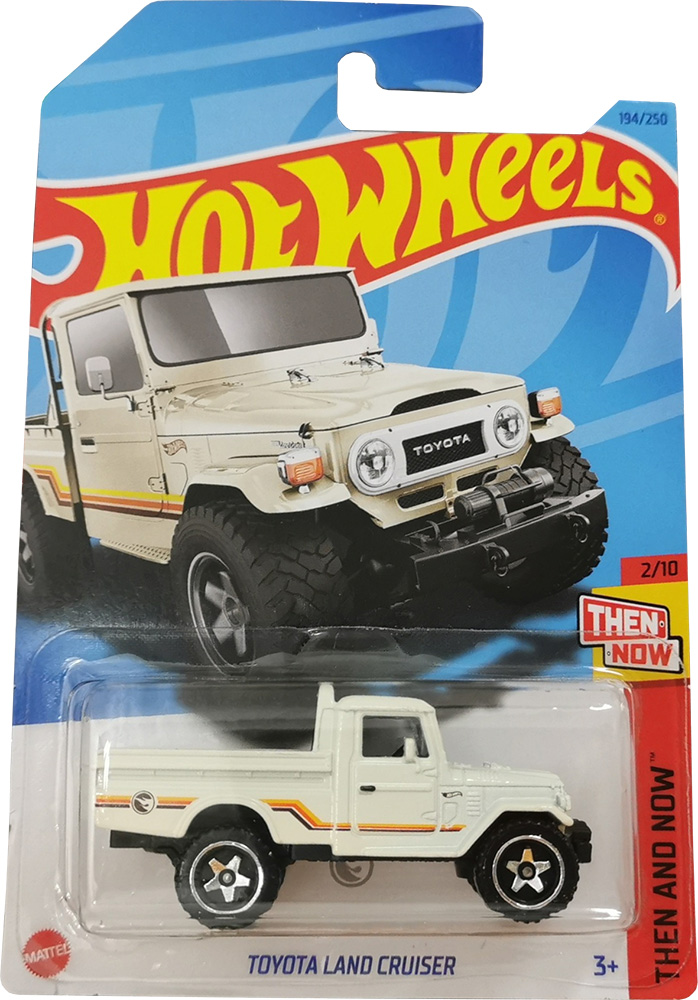 194/250
HOT WHEELS®
TOYOTA
2/10
THEN
NOW
THEN AND NOW™
MATTEL
TOYOTA LAND CRUISER
3+